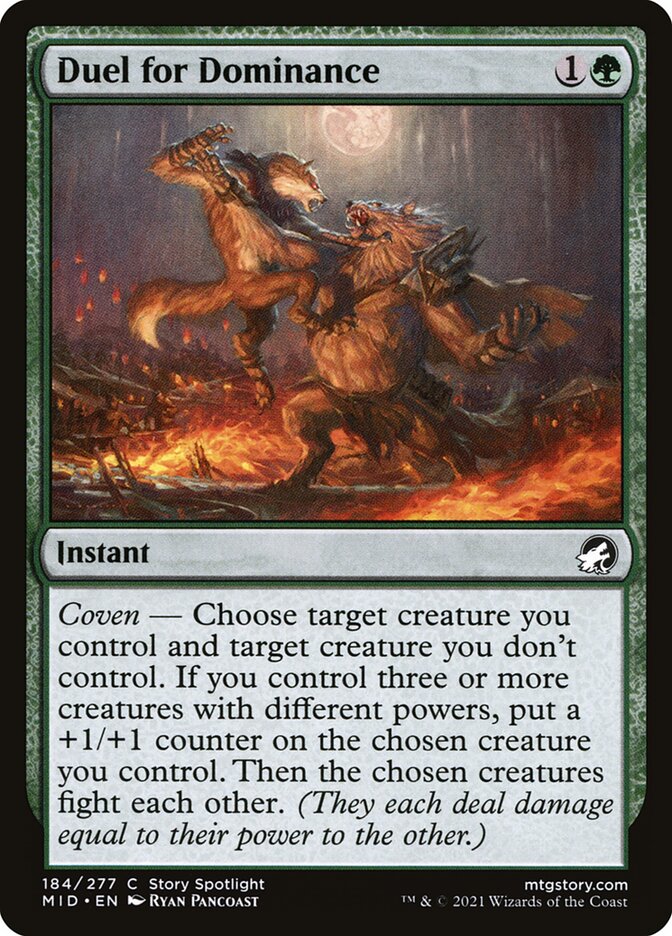 Duel for Dominance 1
Instant
Coven — Choose target creature you
control and target creature you don't
control. If you control three or more
creatures with different powers, put a
+1/+1 counter on the chosen creature
you control. Then the chosen creatures
fight each other. (They each deal damage
equal to their power to the other.)
184/277 C Story Spotlight mtgstory.com
MID • EN Ryan Pancoast ™ & © 2021 Wizards of the Coast